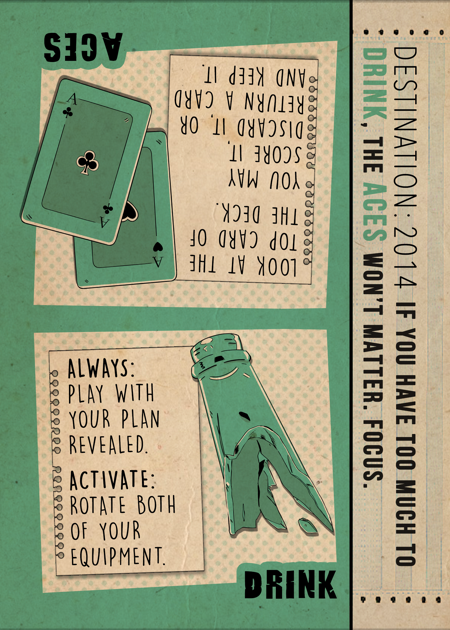 DESTINATION: 2014 IF YOU HAVE TOO MUCH TO
DRINK, THE ACES WON'T MATTER. FOCUS.
ACES
LOOK AT THE
TOP CARD OF
THE DECK.
YOU MAY
SCORE IT,
DISCARD IT, OR
RETURN A CARD
AND KEEP IT.
A
A
A
A
ALWAYS:
PLAY WITH
YOUR PLAN
REVEALED.
ACTIVATE:
ROTATE BOTH
OF YOUR
EQUIPMENT.
DRINK